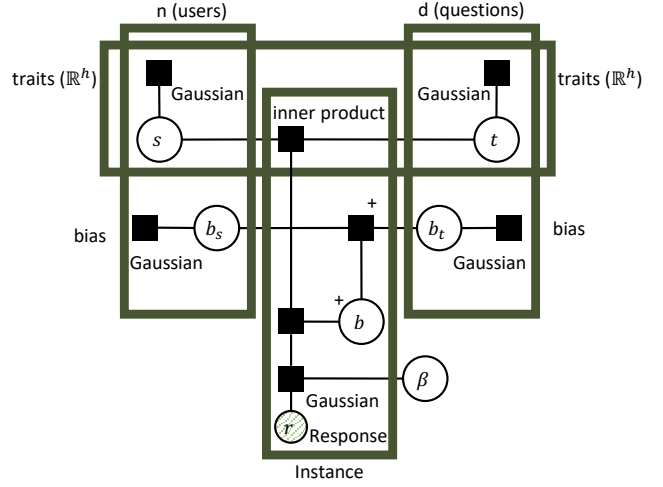 n (users)
d (questions)
traits (ℝ^h)
traits (ℝ^h)
Gaussian
Gaussian
inner product
s
t
+
bias
b_s
b_t
bias
Gaussian
Gaussian
+
b
β
Gaussian
r
Response
Instance